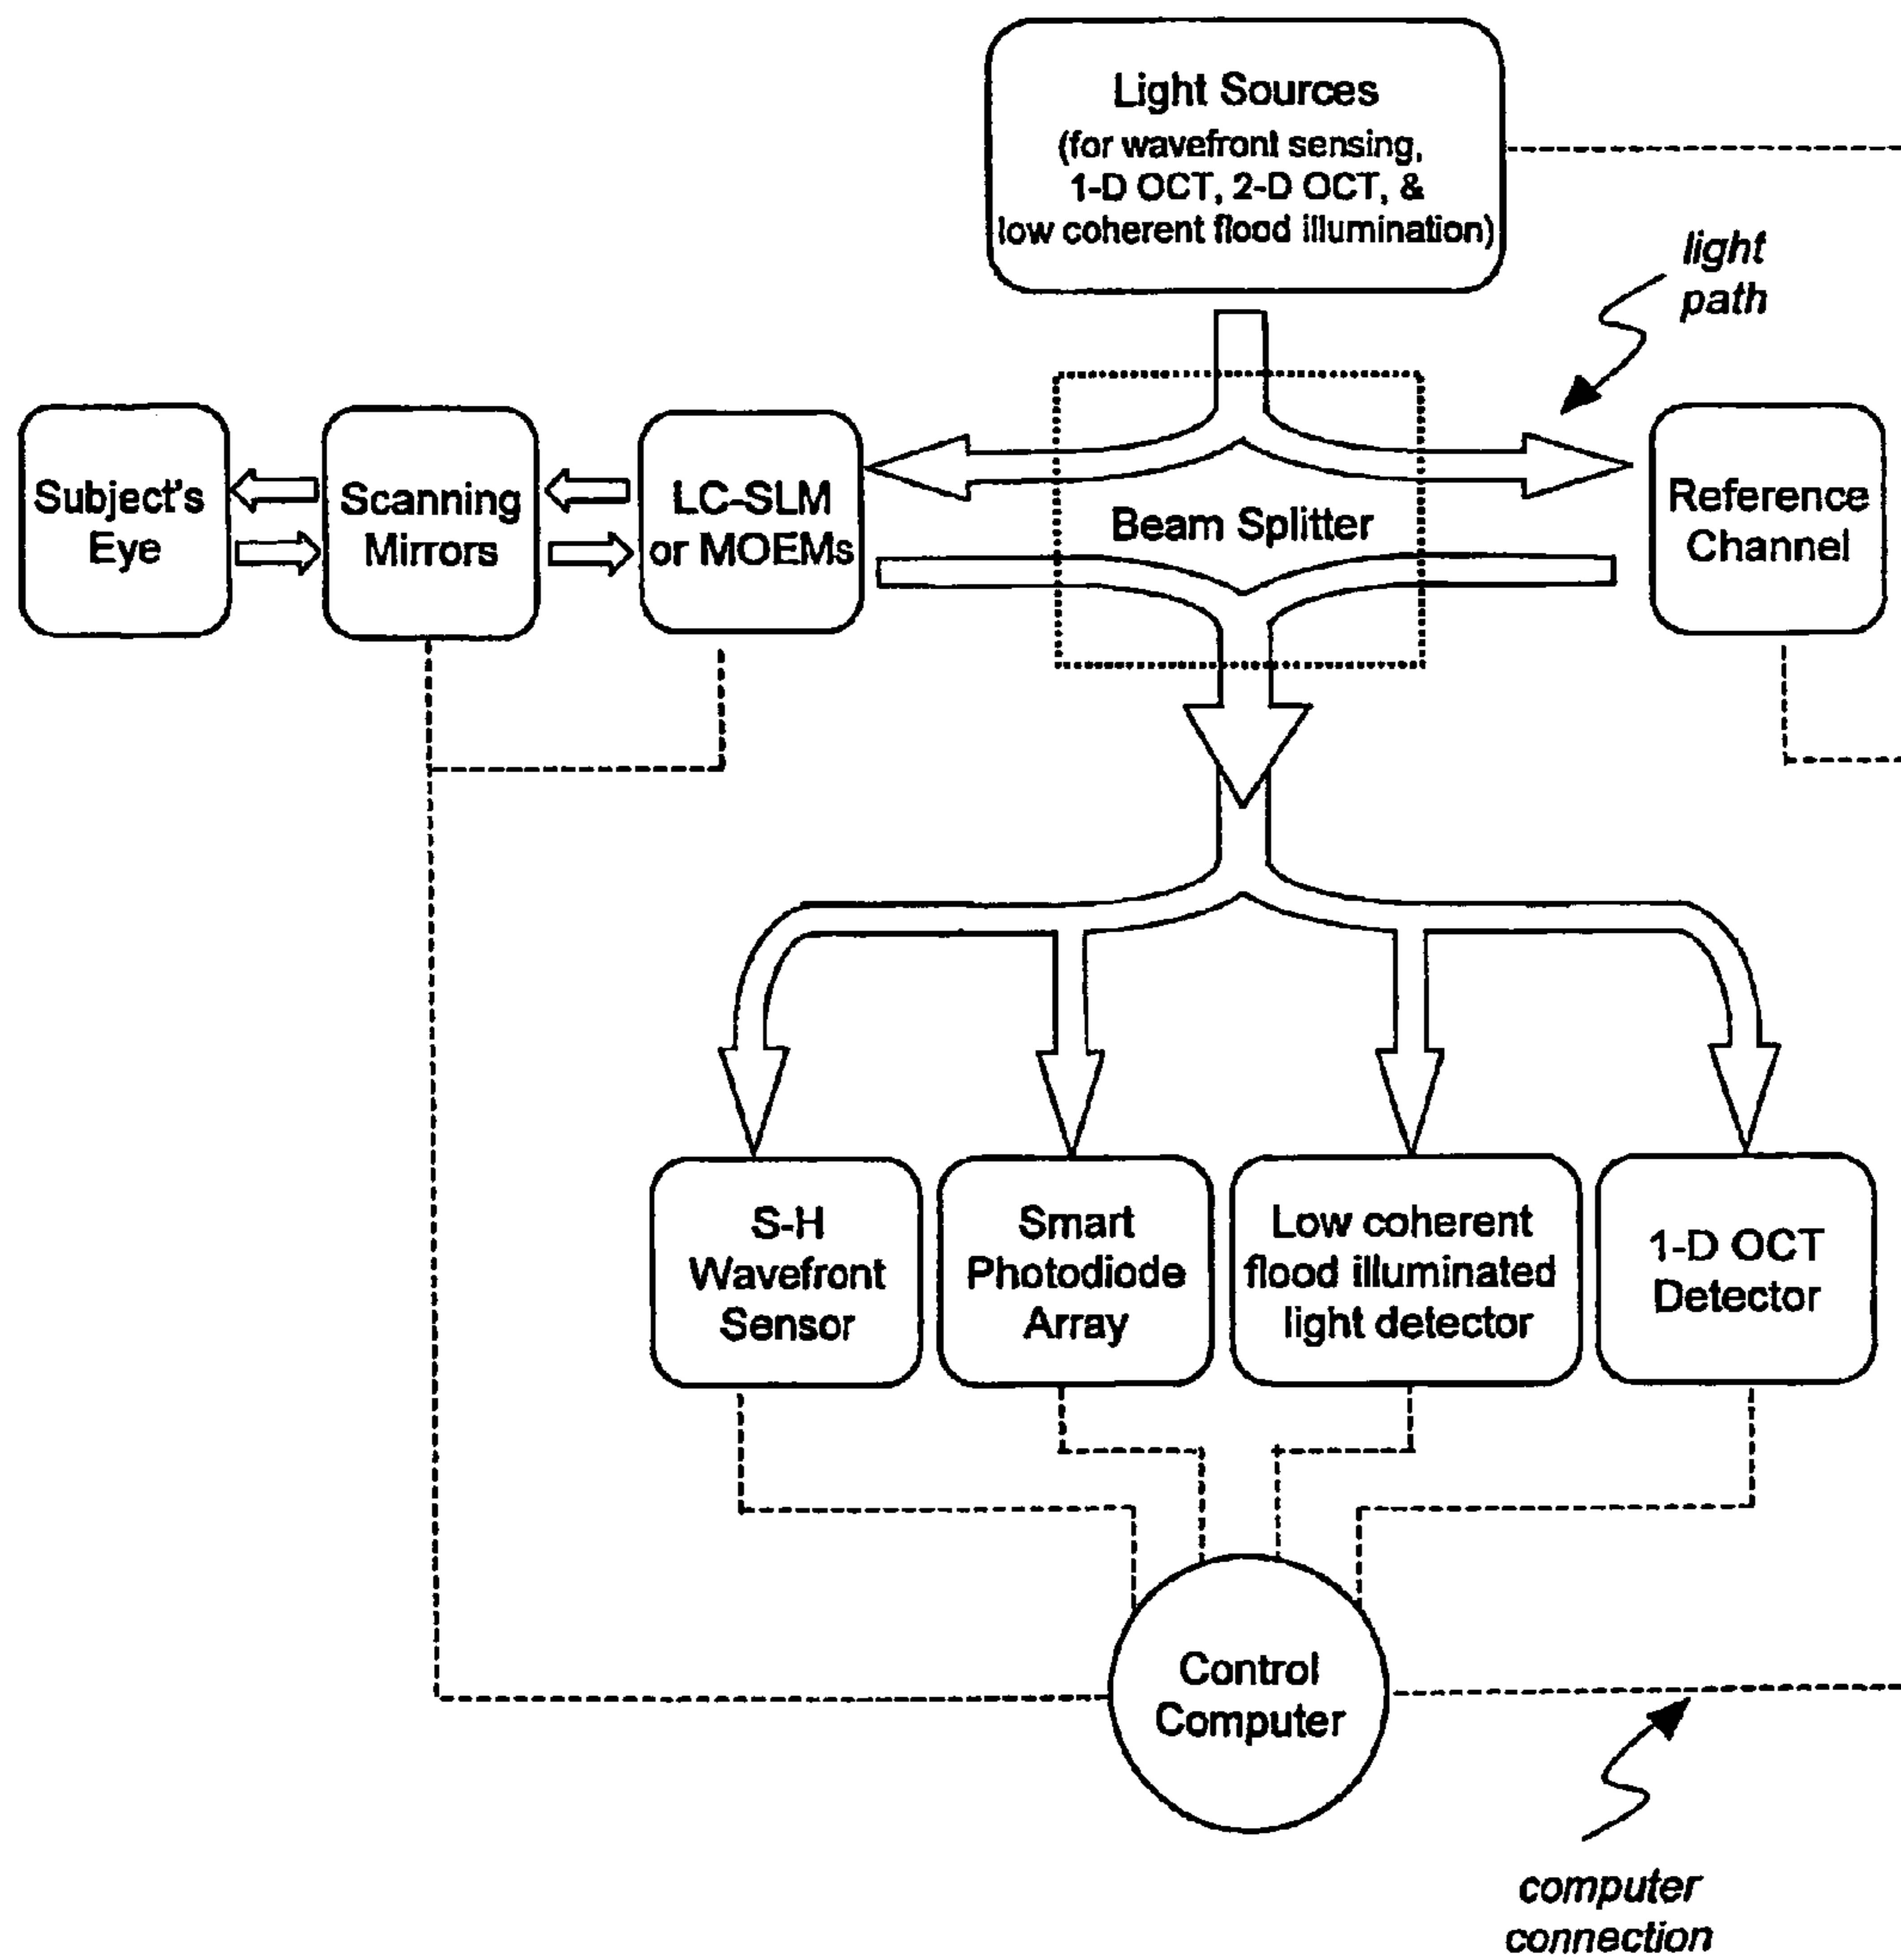 Light Sources
(for wavefront sensing,
1-D OCT, 2-D OCT, &
low coherent flood illumination)
light
path
Subject's
Eye
Scanning
Mirrors
LC-SLM
or MOEMs
Beam Splitter
Reference
Channel
S-H
Wavefront
Sensor
Smart
Photodiode
Array
Low coherent
flood illuminated
light detector
1-D OCT
Detector
Control
Computer
computer
connection